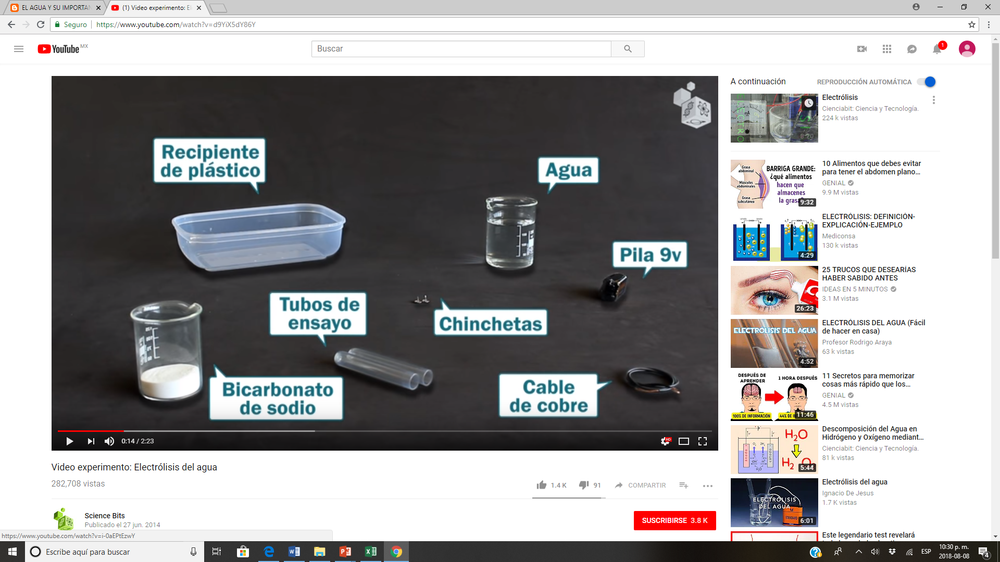 EL AGUA Y SU IMPORTAN
(1) Video experimento: El
Seguro
https://www.youtube.com/watch?v=d9YiX5dY86Y
YouTube MX
Buscar
1
Recipiente
de plástico
Agua
Pila 9v
Tubos de
ensayo
Chinchetas
Bicarbonato
de sodio
Cable
de cobre
0:14 / 2:23
HD
Video experimento: Electrólisis del agua
282,708 vistas
1.4 K
91
COMPARTIR
Science Bits
Publicado el 27 jun. 2014
SUSCRIBIRSE 3.8 K
A continuación
REPRODUCCIÓN AUTOMÁTICA
8:20
Electrólisis
Cienciabit: Ciencia y Tecnología.
224 k vistas
Grasa
abdominal
Músculos
abdominales
Grasa
subcutánea
BARRIGA GRANDE:
¿qué alimentos
hacen que
almacenes
la grasa
9:32
10 Alimentos que debes evitar
para tener el abdomen plano...
GENIAL
9.9 M vistas
4:29
ELECTRÓLISIS: DEFINICIÓN-
EXPLICACIÓN-EJEMPLO
Mediconsa
130 k vistas
26:23
25 TRUCOS QUE DESEARÍAS
HABER SABIDO ANTES
IDEAS EN 5 MINUTOS
3.1 M vistas
ELECTRÓLISIS DEL AGUA
4:52
ELECTRÓLISIS DEL AGUA (Fácil
de hacer en casa)
Profesor Rodrigo Araya
63 k vistas
DESPUÉS DE
APRENDER
1 HORA DESPUÉS
100% DE INFORMACIÓN
44% DE
11:46
11 Secretos para memorizar
cosas más rápido que los...
GENIAL
4.5 M vistas
ánodo
cátodo
H2O
H2 O2
5:44
Descomposición del Agua en
Hidrógeno y Oxígeno mediant...
Cienciabit: Ciencia y Tecnología.
81 k vistas
ELECTRÓLISIS
DEL AGUA
STANDARD
6:01
Electrólisis del agua
Ignacio De Jesus
1.7 K vistas
Este legendario test revelará
https://www.youtube.com/watch?v=i-0aEPtEzwY
Escribe aquí para buscar
ESP
10:30 p. m.
2018-08-08
4